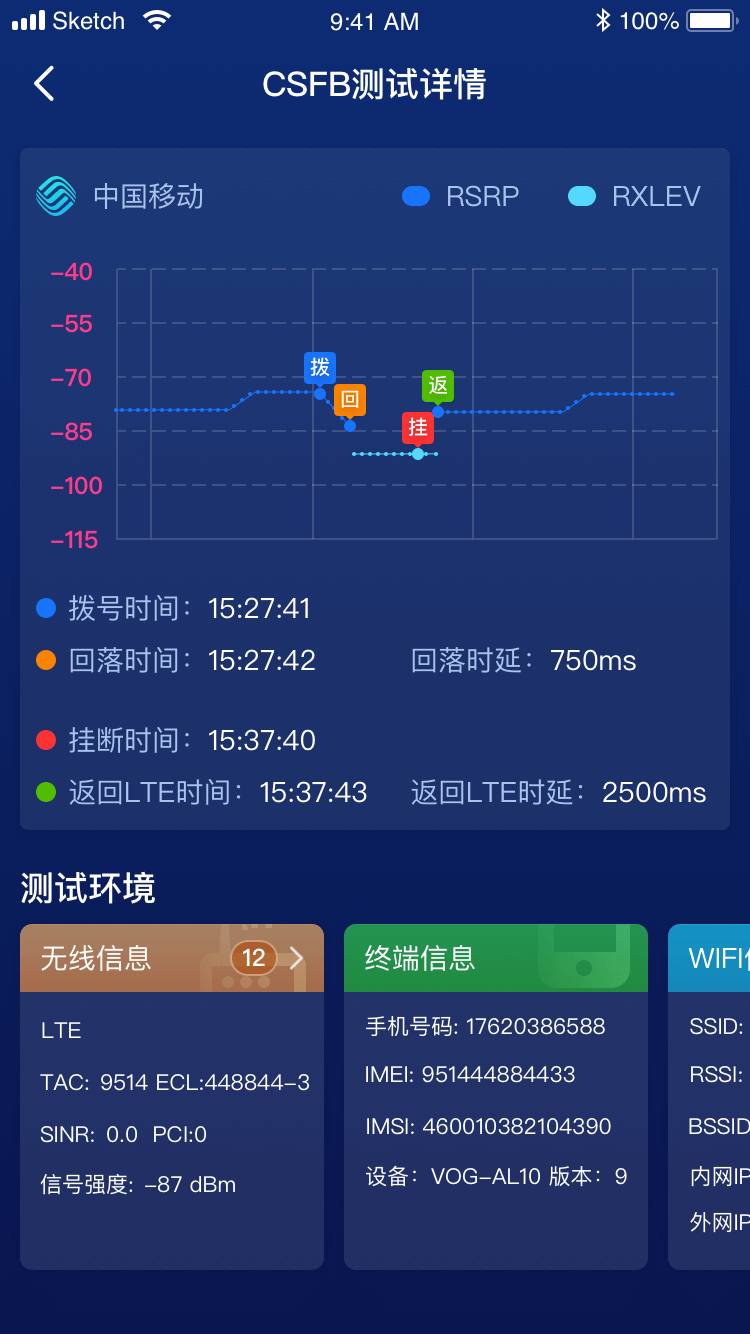 Sketch 9:41 AM 100%
CSFB测试详情
中国移动 RSRP RXLEV
-40
-55
-70
-85
-100
-115
拨
回
返
挂
拨号时间：15:27:41
回落时间：15:27:42 回落时延：750ms
挂断时间：15:37:40
返回LTE时间：15:37:43 返回LTE时延：2500ms
测试环境
无线信息 12
LTE
TAC: 9514 ECL:448844-3
SINR: 0.0 PCI:0
信号强度: -87 dBm
终端信息
手机号码: 17620386588
IMEI: 951444884433
IMSI: 460010382104390
设备：VOG-AL10 版本：9
WIFI
SSID:
RSSI:
BSSID
内网IP
外网IP